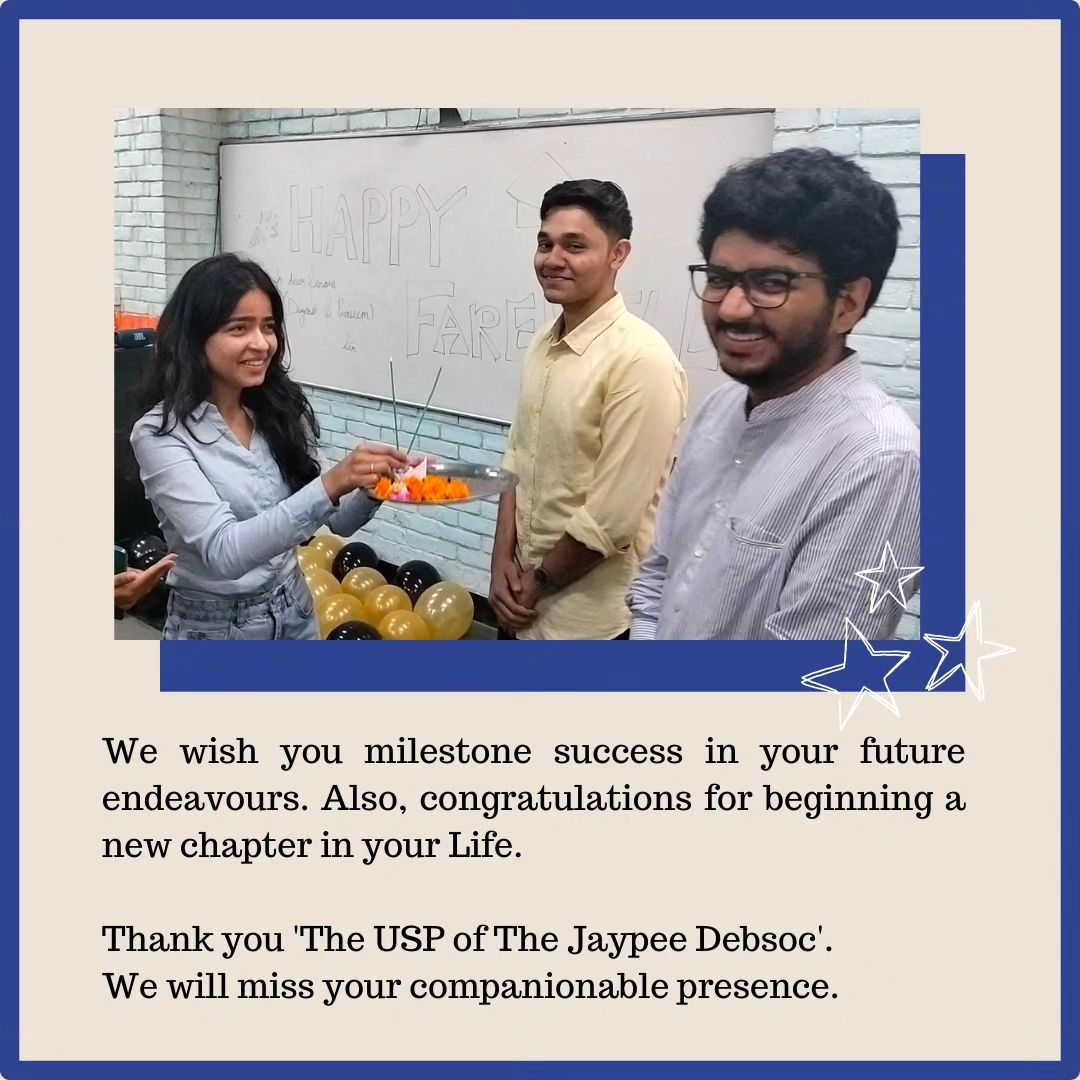 HAPPY
dear Seniors
FAREWELL
Sir
We wish you milestone success in your future
endeavours. Also, congratulations for beginning a
new chapter in your Life.
Thank you 'The USP of The Jaypee Debsoc'.
We will miss your companionable presence.